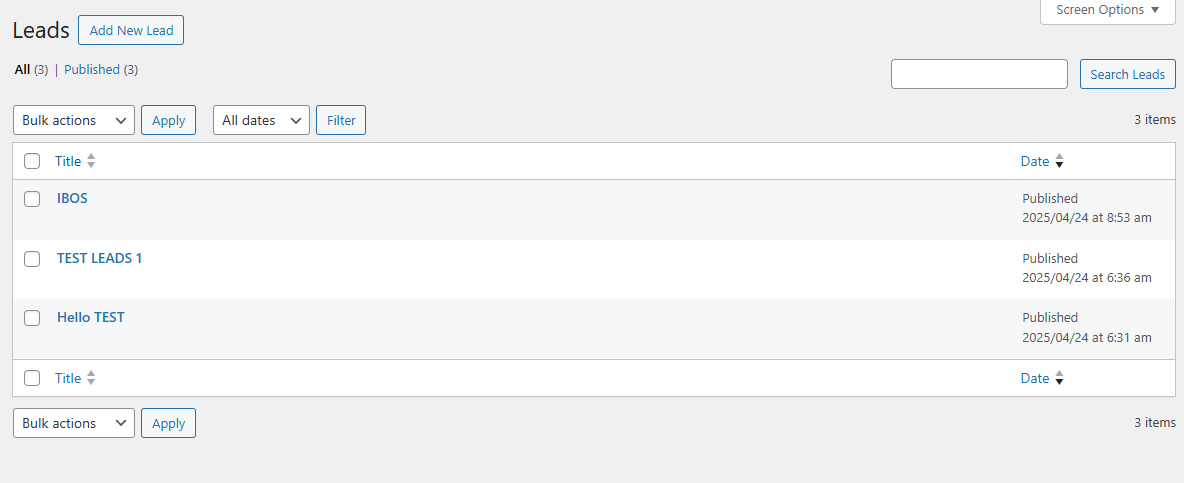 Screen Options
Leads Add New Lead
All (3) | Published (3)
Search Leads
Bulk actions Apply All dates Filter 3 items
Title Date
IBOS Published
2025/04/24 at 8:53 am
TEST LEADS 1 Published
2025/04/24 at 6:36 am
Hello TEST Published
2025/04/24 at 6:31 am
Title Date
Bulk actions Apply 3 items